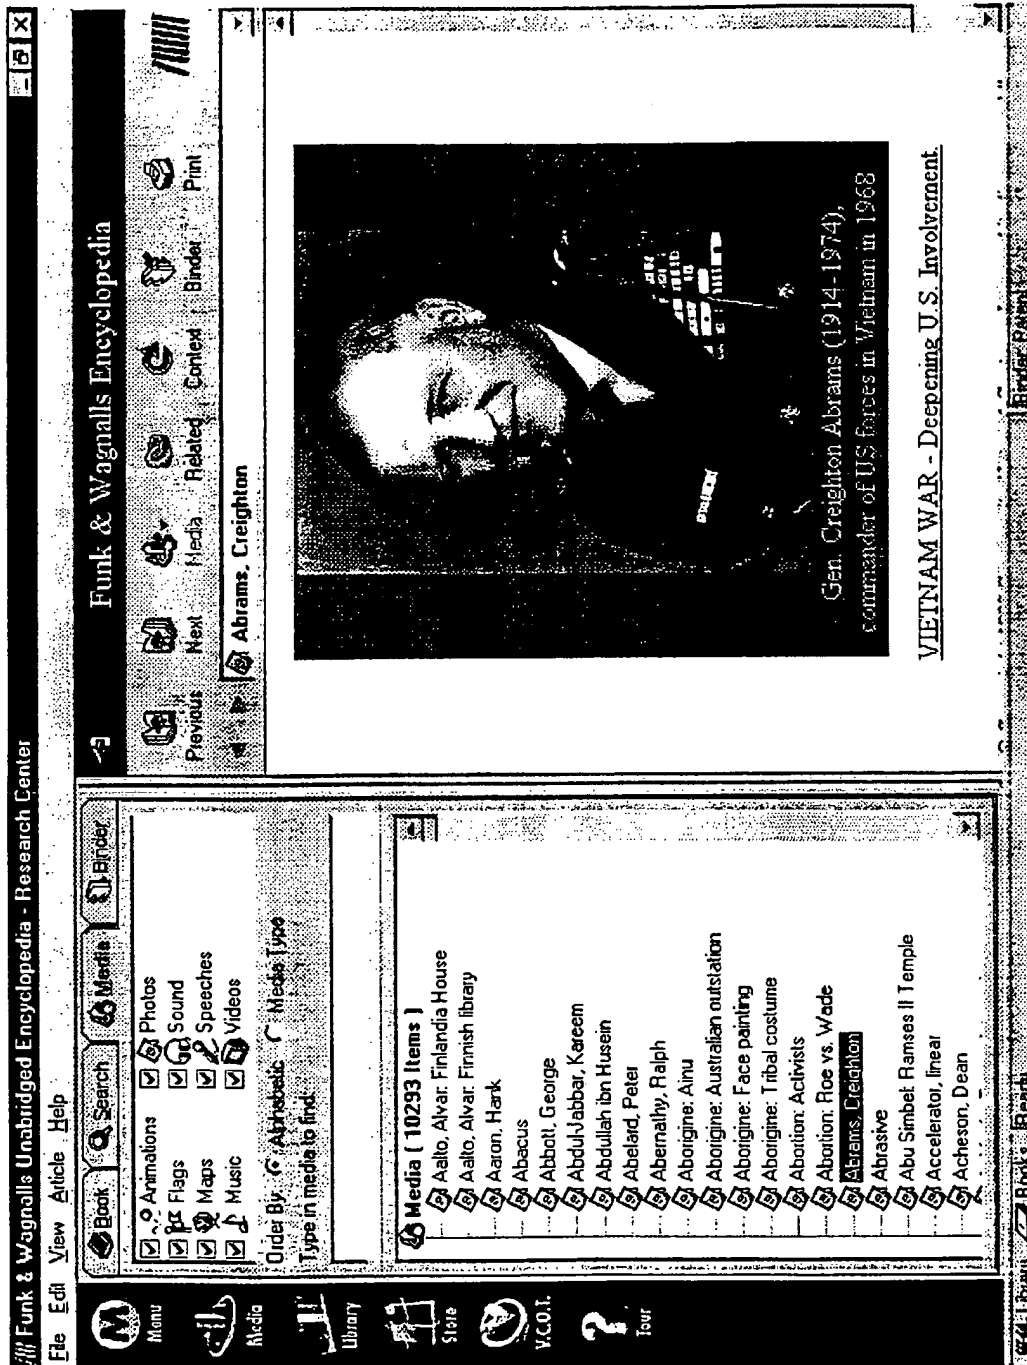 Funk & Wagnalls Unabridged Encyclopedia - Research Center
File Edit View Article Help
Menu
Media
Library
Store
V.C.O.T.
Tour
Book Search Media Binder
Animations Photos
Flags Sound
Maps Speeches
Music Videos
Order By: Alphabetic Media Type
Type in media to find:
Media ( 10293 Items )
Aalto, Alvar: Finlandia House
Aalto, Alvar: Finnish library
Aaron, Hank
Abacus
Abbott, George
Abdul-Jabbar, Kareem
Abdullah ibn Husein
Abelard, Peter
Abernathy, Ralph
Aborigine: Ainu
Aborigine: Australian outstation
Aborigine: Face painting
Aborigine: Tribal costume
Abortion: Activists
Abortion: Roe vs. Wade
Abrams, Creighton
Abrasive
Abu Simbel: Ramses II Temple
Accelerator, linear
Acheson, Dean
Funk & Wagnalls Encyclopedia
Previous Next Media Related Context Binder Print
Abrams, Creighton
Gen. Creighton Abrams (1914-1974),
commander of US forces in Vietnam in 1968
VIETNAM WAR - Deepening U.S. Involvement.
Library Books Ready